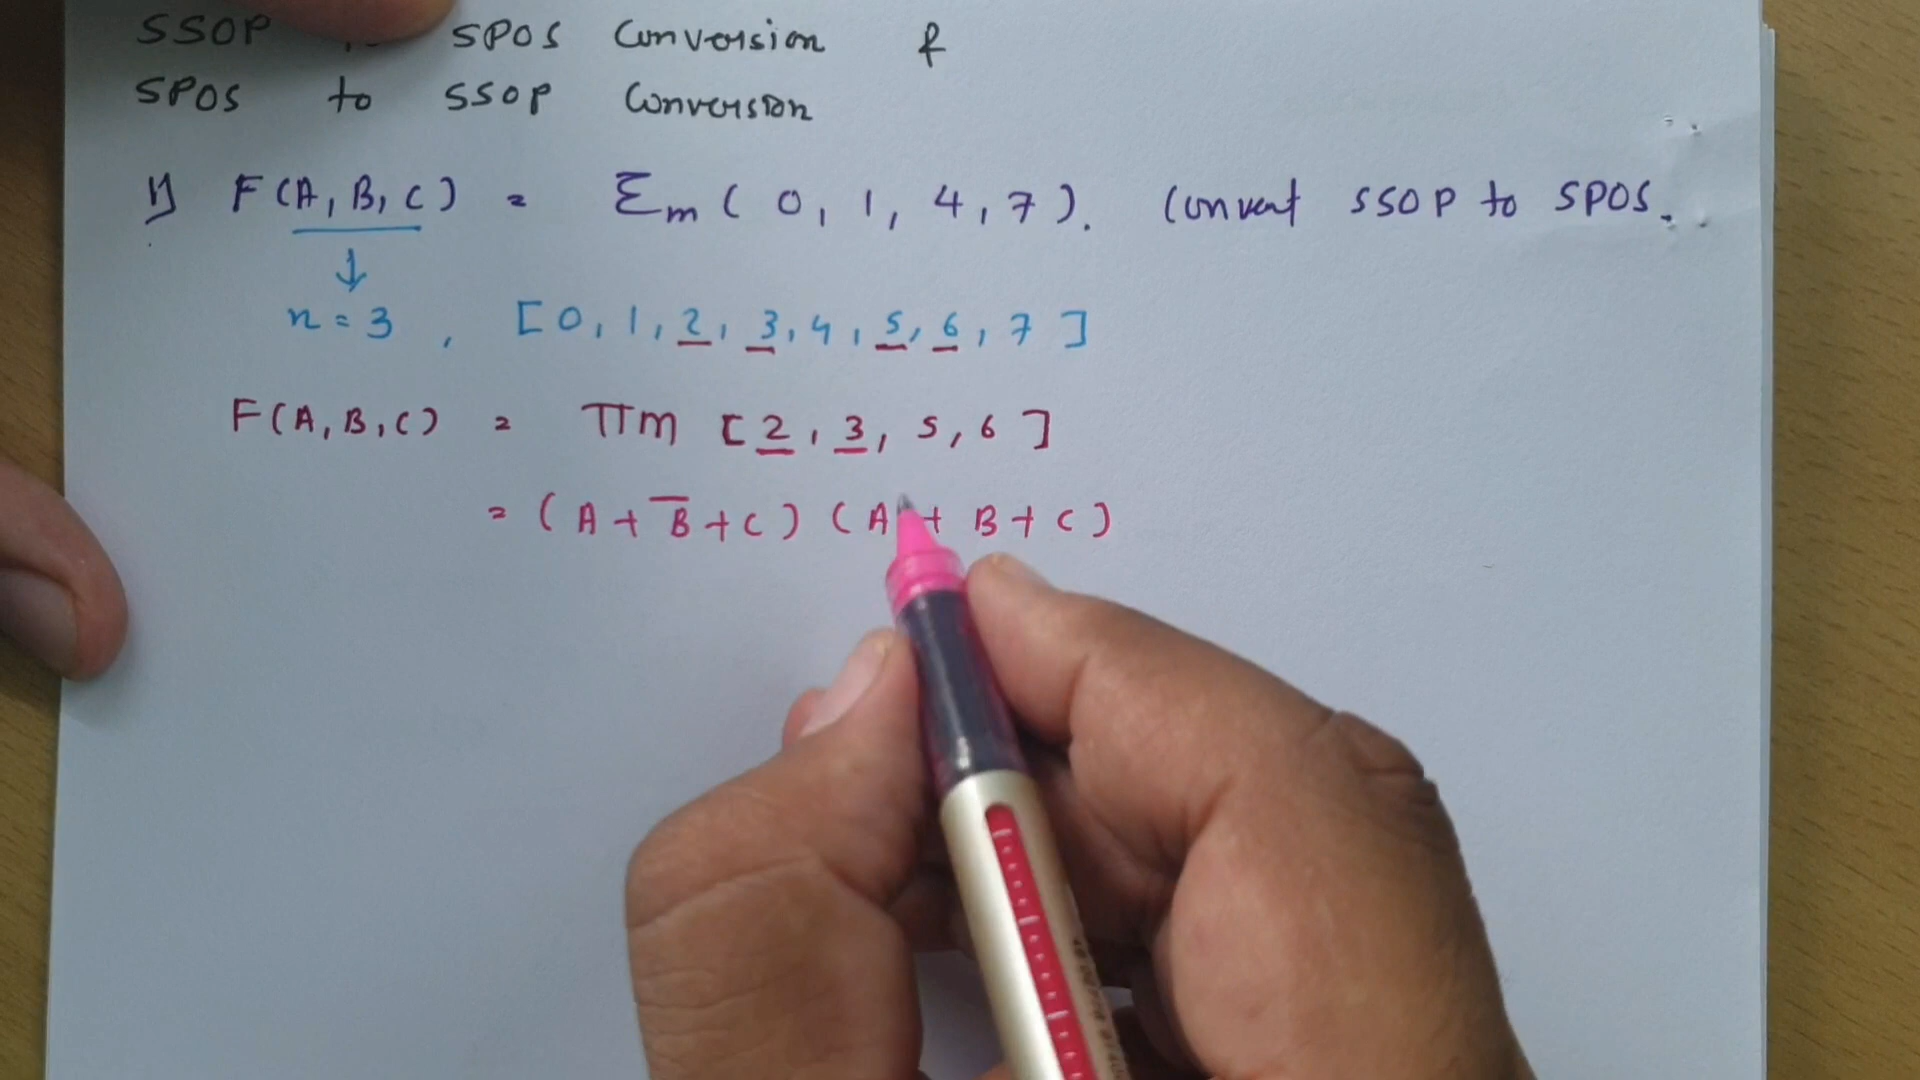 SSOP SPOS Conversion &
SPOS to SSOP Conversion
1) F(A, B, C) = Σm ( 0, 1, 4, 7 ). Convert SSOP to SPOS.
n = 3 , [ 0, 1, 2, 3, 4, 5, 6, 7 ]
F(A, B, C) = πM [ 2, 3, 5, 6 ]
= ( A + B̅ + C ) ( A + B + C )